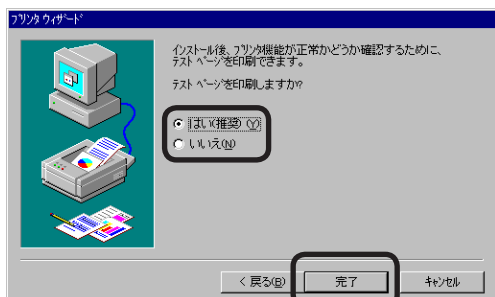 ﾌﾟﾘﾝﾀ ｳｨｻﾞｰﾄﾞ
ｲﾝｽﾄｰﾙ後、ﾌﾟﾘﾝﾀ機能が正常かどうか確認するために、
ﾃｽﾄ ﾍﾟｰｼﾞを印刷できます。
ﾃｽﾄ ﾍﾟｰｼﾞを印刷しますか?
はい(推奨)(Y)
いいえ(N)
< 戻る(B)
完了
ｷｬﾝｾﾙ